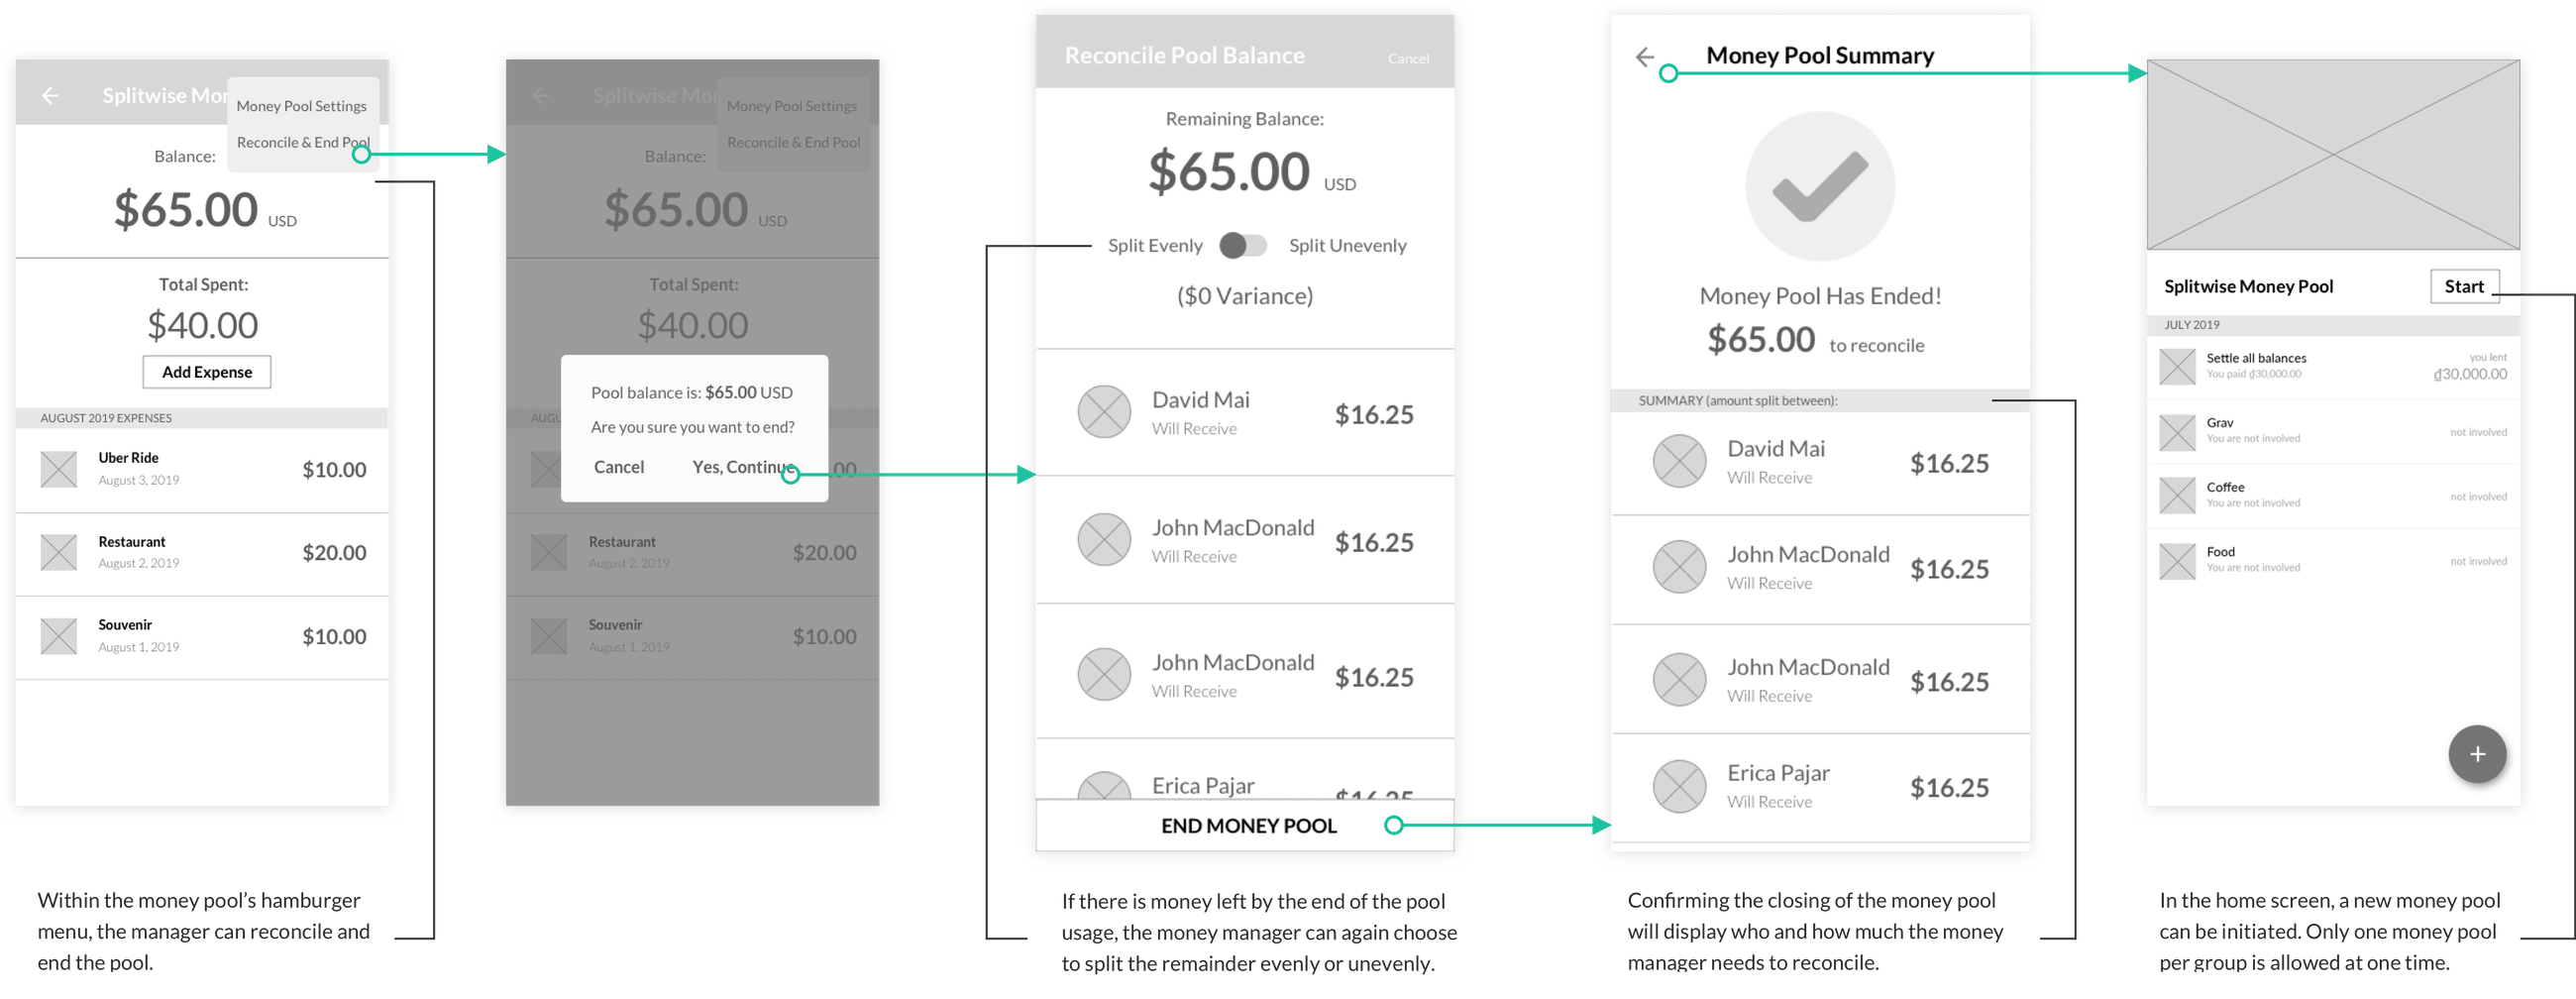 Splitwise Mon
Money Pool Settings
Reconcile & End Pool
Balance:
$65.00 USD
Total Spent:
$40.00
Add Expense
AUGUST 2019 EXPENSES
Uber Ride
$10.00
August 3, 2019
Restaurant
$20.00
August 2, 2019
Souvenir
$10.00
August 1, 2019
Within the money pool’s hamburger
menu, the manager can reconcile and
end the pool.
Splitwise Mon
Money Pool Settings
Reconcile & End Pool
Balance:
$65.00 USD
Total Spent:
$40.00
Pool balance is: $65.00 USD
Are you sure you want to end?
Cancel Yes, Continue
AUGU
.00
Restaurant
$20.00
August 2, 2019
Souvenir
$10.00
August 1, 2019
Reconcile Pool Balance Cancel
Remaining Balance:
$65.00 USD
Split Evenly Split Unevenly
($0 Variance)
David Mai
$16.25
Will Receive
John MacDonald
$16.25
Will Receive
John MacDonald
$16.25
Will Receive
Erica Pajar
$16.25
END MONEY POOL
If there is money left by the end of the pool
usage, the money manager can again choose
to split the remainder evenly or unevenly.
Money Pool Summary
Money Pool Has Ended!
$65.00 to reconcile
SUMMARY (amount split between):
David Mai
$16.25
Will Receive
John MacDonald
$16.25
Will Receive
John MacDonald
$16.25
Will Receive
Erica Pajar
$16.25
Will Receive
Confirming the closing of the money pool
will display who and how much the money
manager needs to reconcile.
Splitwise Money Pool Start
JULY 2019
Settle all balances you lent
You paid ₫30,000.00 ₫30,000.00
Grav
You are not involved
not involved
Coffee
You are not involved
not involved
Food
You are not involved
not involved
+
In the home screen, a new money pool
can be initiated. Only one money pool
per group is allowed at one time.